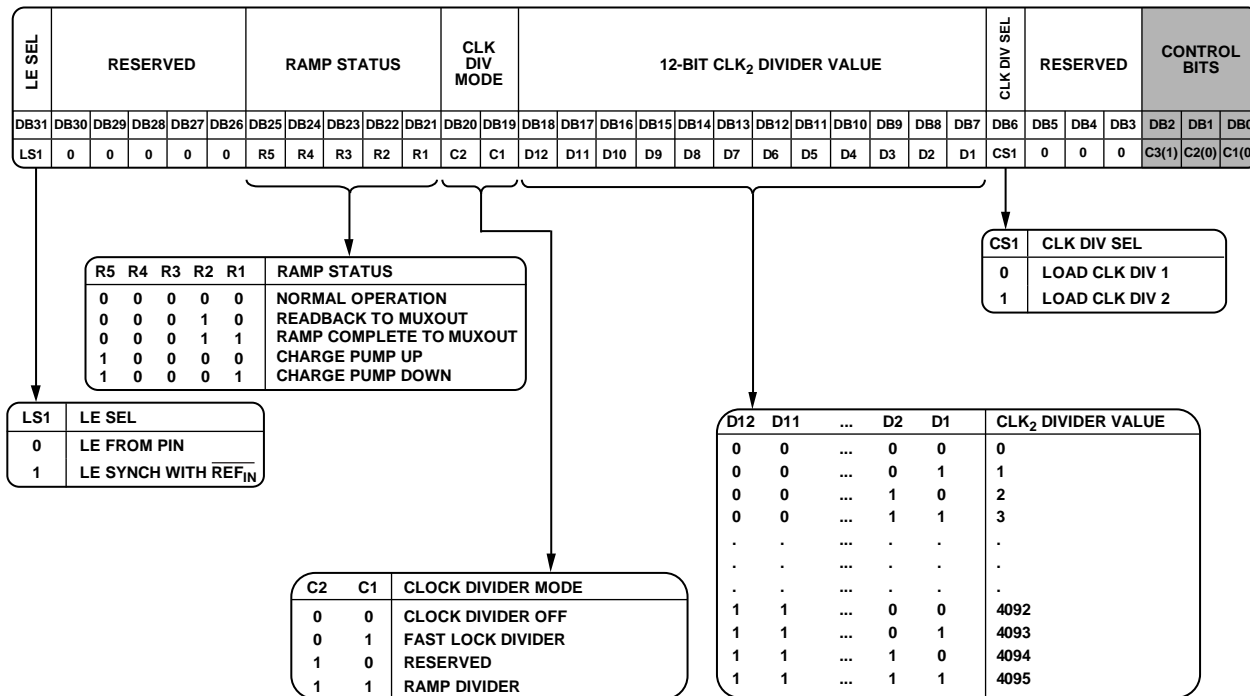 LE SEL
RESERVED
RAMP STATUS
CLK DIV MODE
12-BIT CLK2 DIVIDER VALUE
CLK DIV SEL
RESERVED
CONTROL BITS
DB31 DB30 DB29 DB28 DB27 DB26 DB25 DB24 DB23 DB22 DB21 DB20 DB19 DB18 DB17 DB16 DB15 DB14 DB13 DB12 DB11 DB10 DB9 DB8 DB7 DB6 DB5 DB4 DB3 DB2 DB1 DB0
LS1 0 0 0 0 0 R5 R4 R3 R2 R1 C2 C1 D12 D11 D10 D9 D8 D7 D6 D5 D4 D3 D2 D1 CS1 0 0 0 C3(1) C2(0) C1(0
CS1 CLK DIV SEL
0 LOAD CLK DIV 1
1 LOAD CLK DIV 2
R5 R4 R3 R2 R1 RAMP STATUS
0 0 0 0 0 NORMAL OPERATION
0 0 0 1 0 READBACK TO MUXOUT
0 0 0 1 1 RAMP COMPLETE TO MUXOUT
1 0 0 0 0 CHARGE PUMP UP
1 0 0 0 1 CHARGE PUMP DOWN
LS1 LE SEL
0 LE FROM PIN
1 LE SYNCH WITH REFIN
D12 D11 ... D2 D1 CLK2 DIVIDER VALUE
0 0 ... 0 0 0
0 0 ... 0 1 1
0 0 ... 1 0 2
0 0 ... 1 1 3
. . ... . . .
. . ... . . .
. . ... . . .
1 1 ... 0 0 4092
1 1 ... 0 1 4093
1 1 ... 1 0 4094
1 1 ... 1 1 4095
C2 C1 CLOCK DIVIDER MODE
0 0 CLOCK DIVIDER OFF
0 1 FAST LOCK DIVIDER
1 0 RESERVED
1 1 RAMP DIVIDER